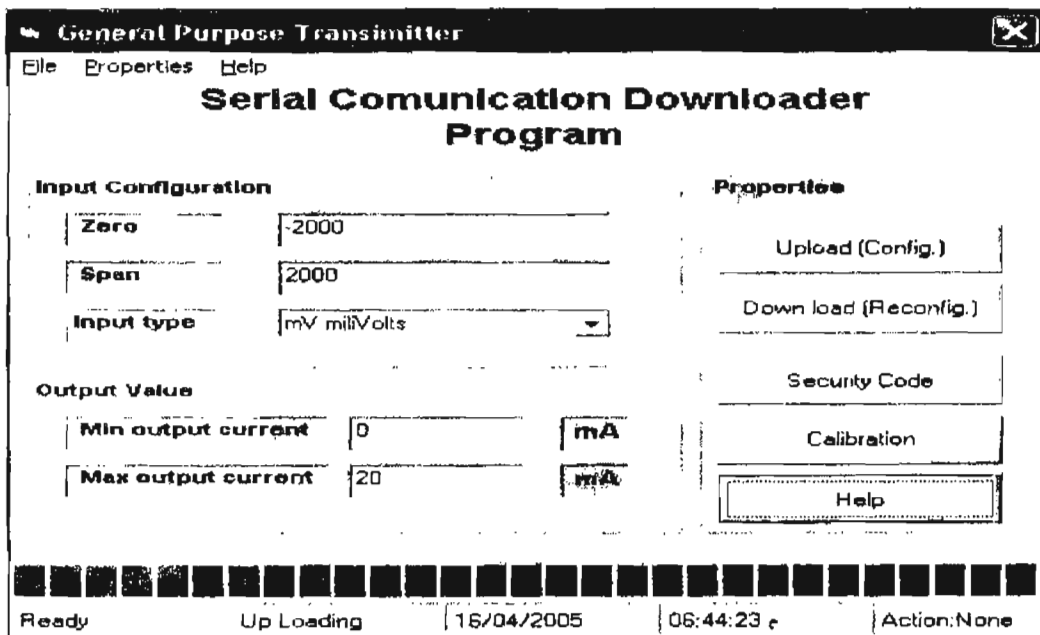 General Purpose Transimitter
File Properties Help
Serial Comunication Downloader
Program
Input Configuration
Zero -2000
Span 2000
Input type mV miliVolts
Output Value
Min output current 0 mA
Max output current 20 mA
Properties
Upload (Config.)
Down load (Reconfig.)
Security Code
Calibration
Help
Ready Up Loading 16/04/2005 06:44:23 م Action:None